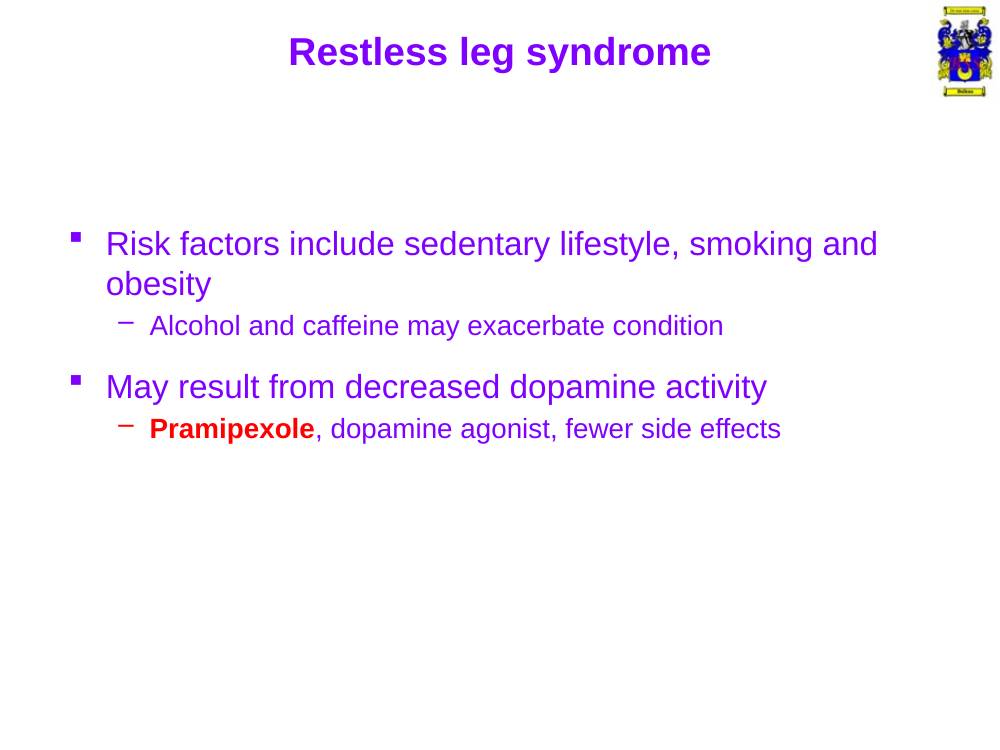 Restless leg syndrome
▪ Risk factors include sedentary lifestyle, smoking and
obesity
– Alcohol and caffeine may exacerbate condition
▪ May result from decreased dopamine activity
– Pramipexole, dopamine agonist, fewer side effects